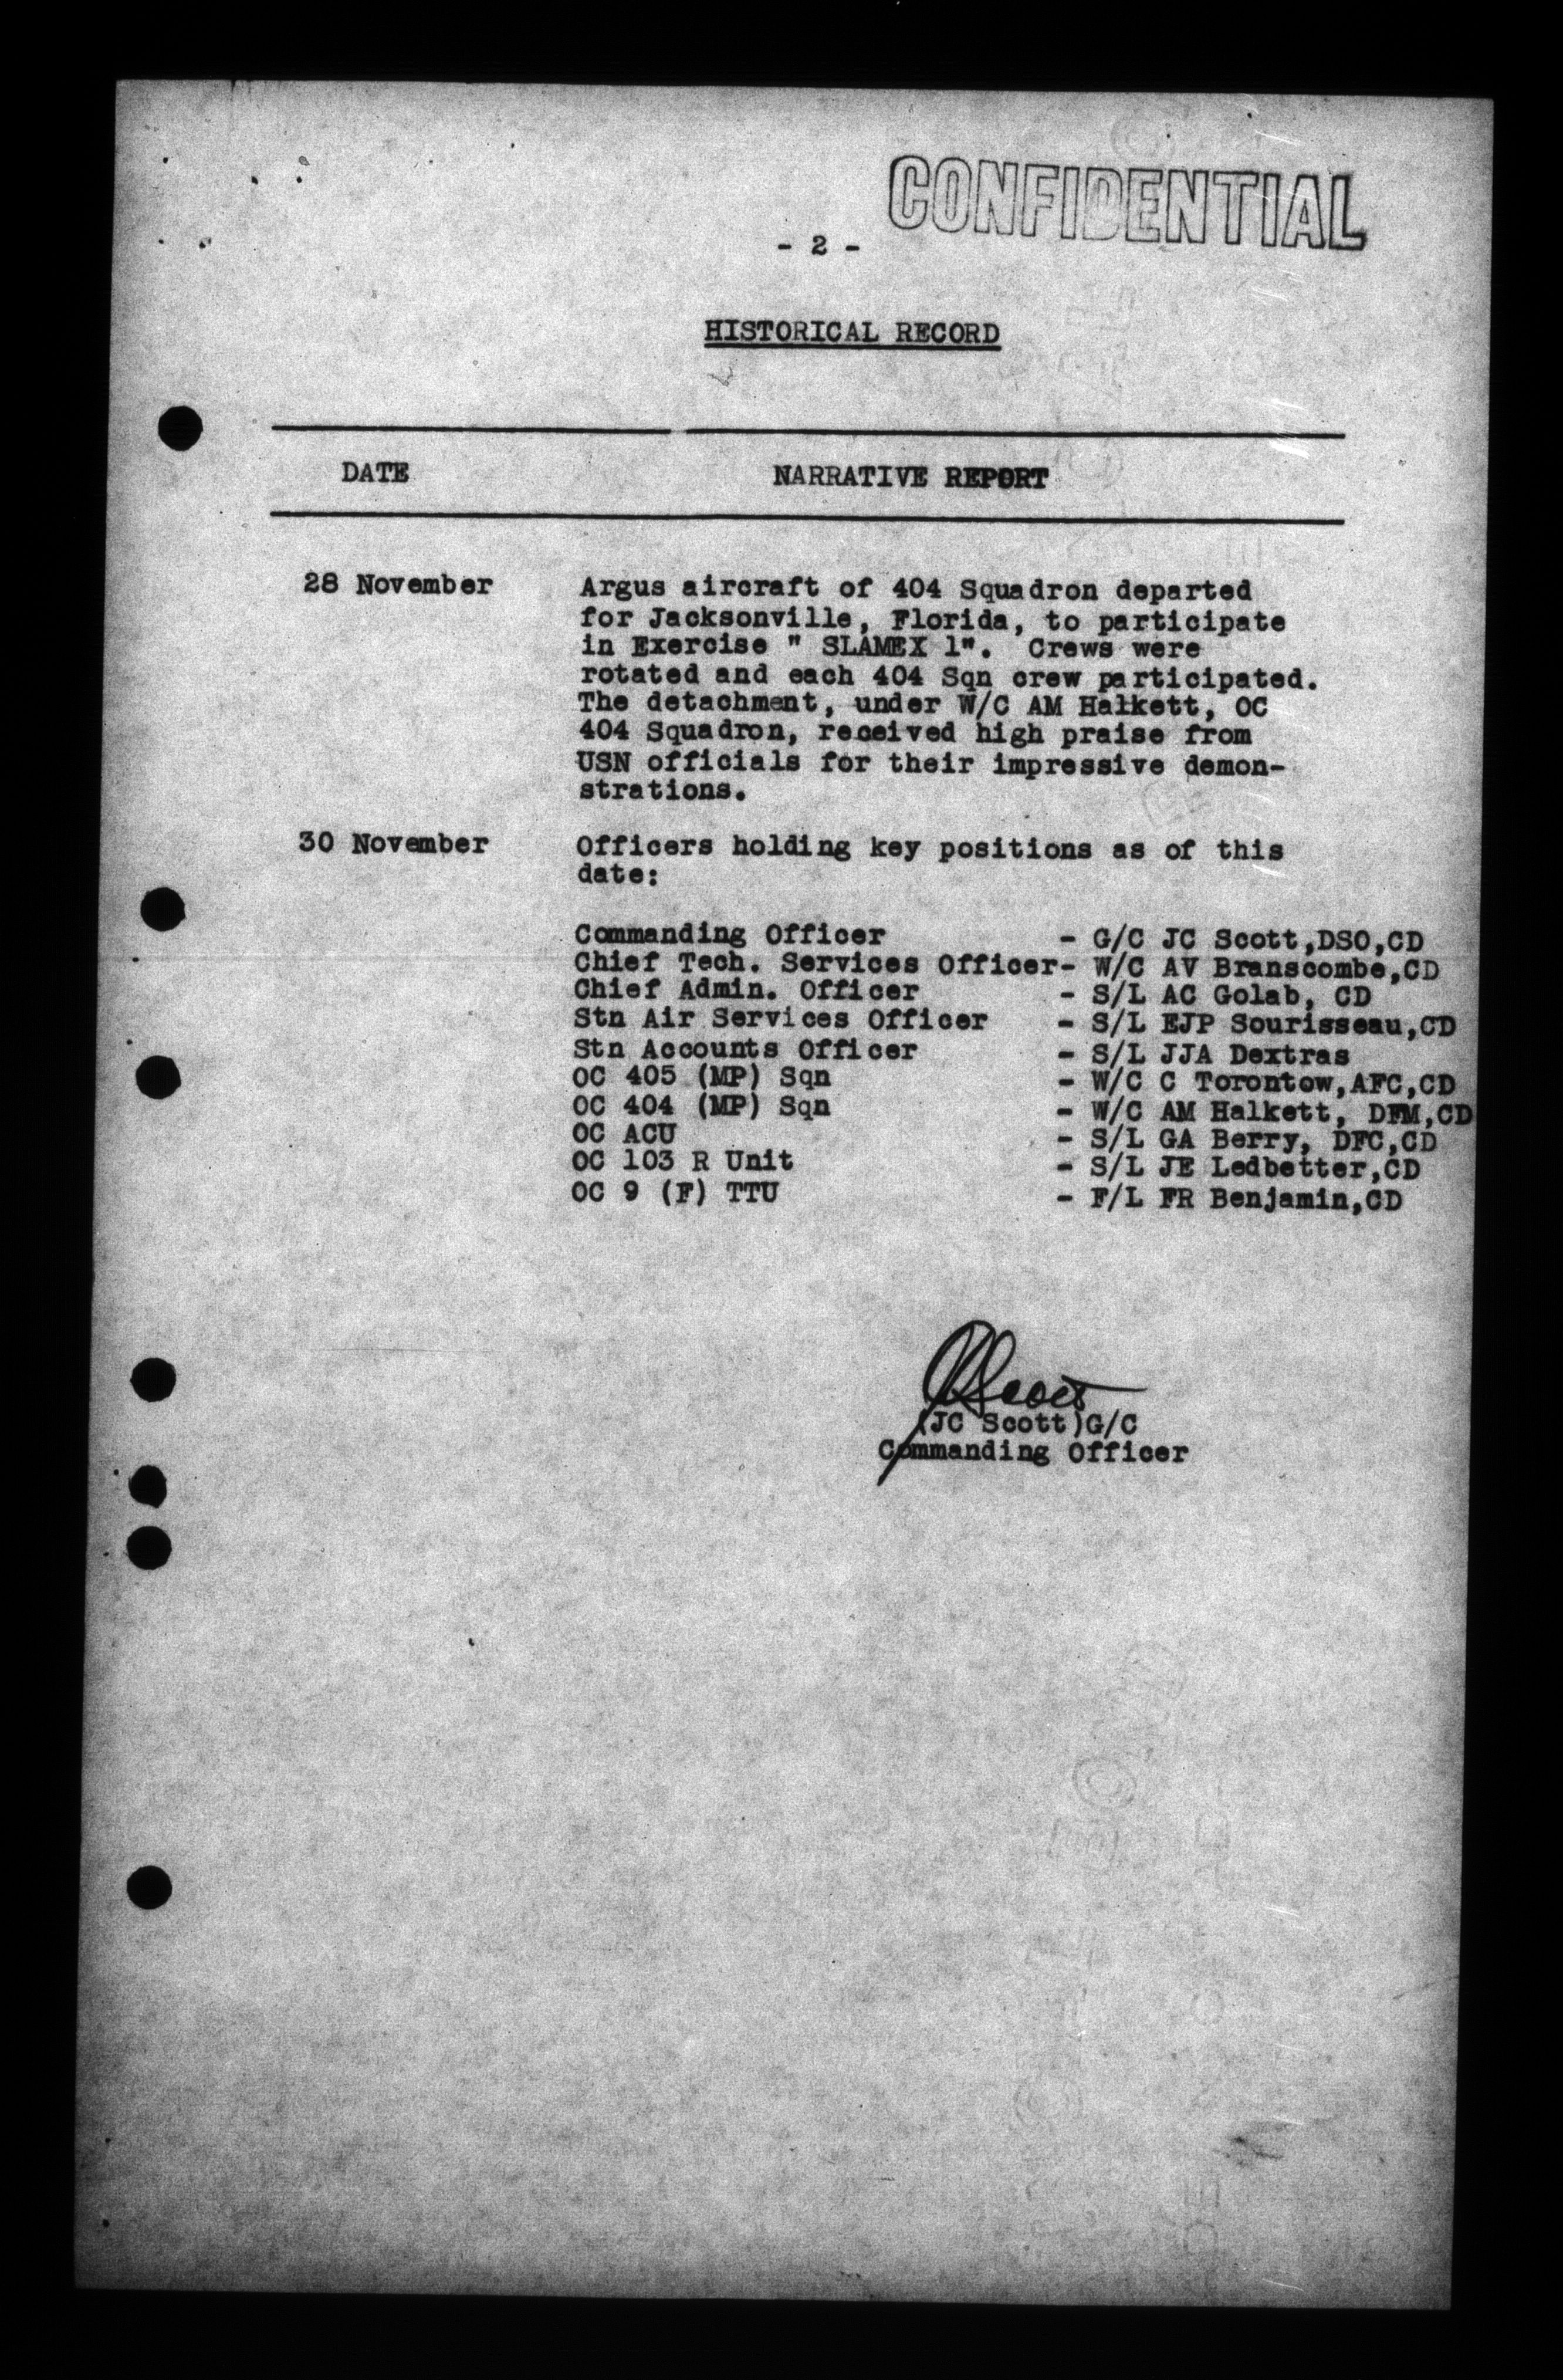 CONFIDENTIAL
- 2 -
HISTORICAL RECORD
DATE NARRATIVE REPORT
28 November Argus aircraft of 404 Squadron departed
for Jacksonville, Florida, to participate
in Exercise " SLAMEX 1". Crews were
rotated and each 404 Sqn crew participated.
The detachment, under W/C AM Halkett, OC
404 Squadron, received high praise from
USN officials for their impressive demon-
strations.
30 November Officers holding key positions as of this
date:
Commanding Officer - G/C JC Scott,DSO,CD
Chief Tech. Services Officer- W/C AV Branscombe,CD
Chief Admin. Officer - S/L AC Golab, CD
Stn Air Services Officer - S/L EJP Sourisseau,CD
Stn Accounts Officer - S/L JJA Dextras
OC 405 (MP) Sqn - W/C C Torontow,AFC,CD
OC 404 (MP) Sqn - W/C AM Halkett, DFM,CD
OC ACU - S/L GA Berry, DFC,CD
OC 103 R Unit - S/L JE Ledbetter,CD
OC 9 (F) TTU - F/L FR Benjamin,CD
JCScott
(JC Scott)G/C
Commanding Officer